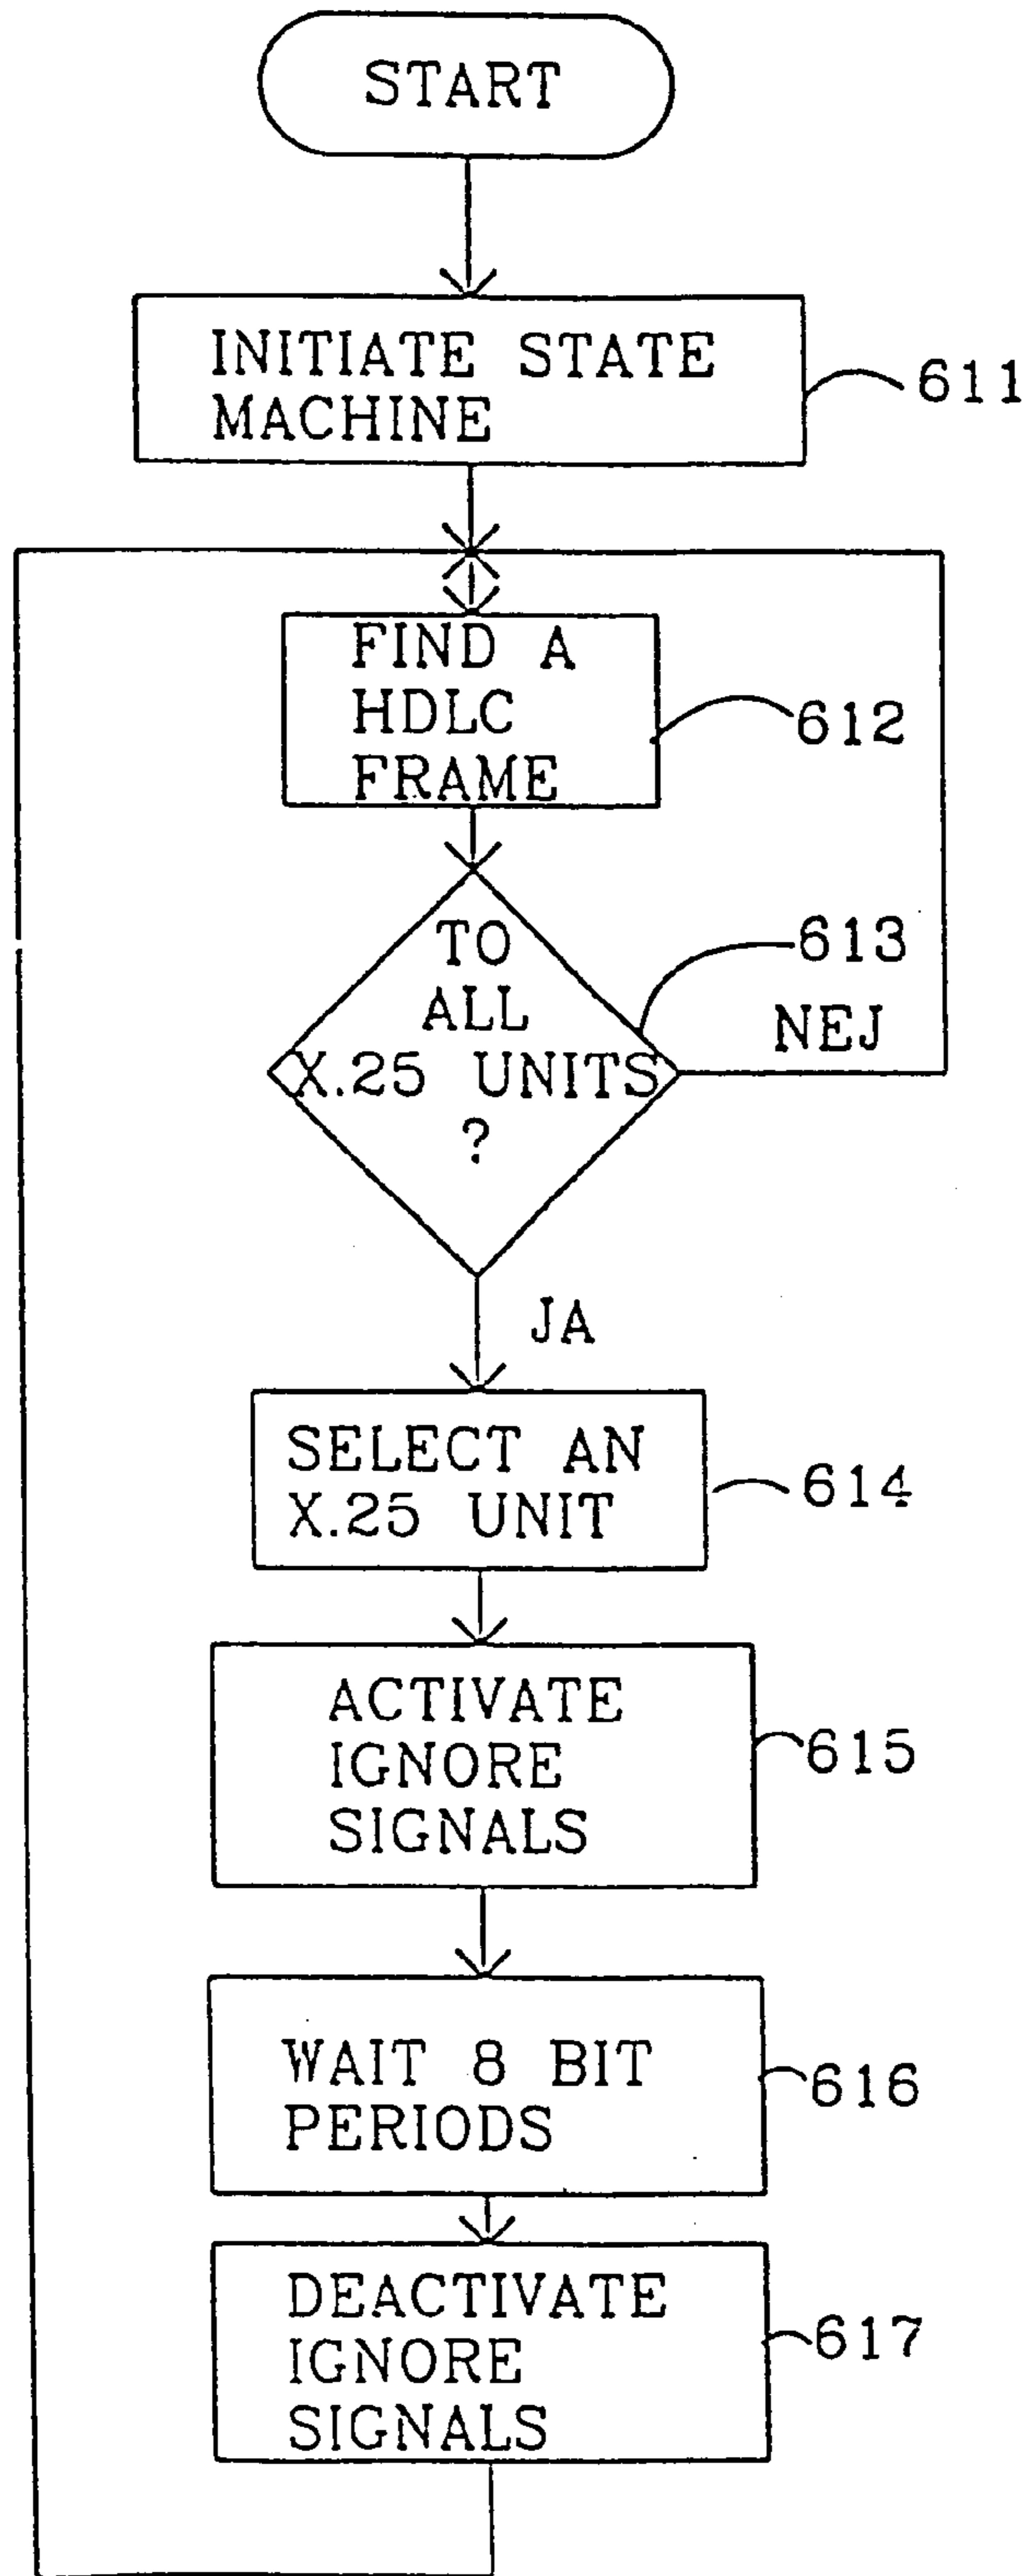 START
INITIATE STATE
MACHINE
611
FIND A
HDLC
FRAME
612
TO
ALL
X.25 UNITS
?
613
NEJ
JA
SELECT AN
X.25 UNIT
614
ACTIVATE
IGNORE
SIGNALS
615
WAIT 8 BIT
PERIODS
616
DEACTIVATE
IGNORE
SIGNALS
617